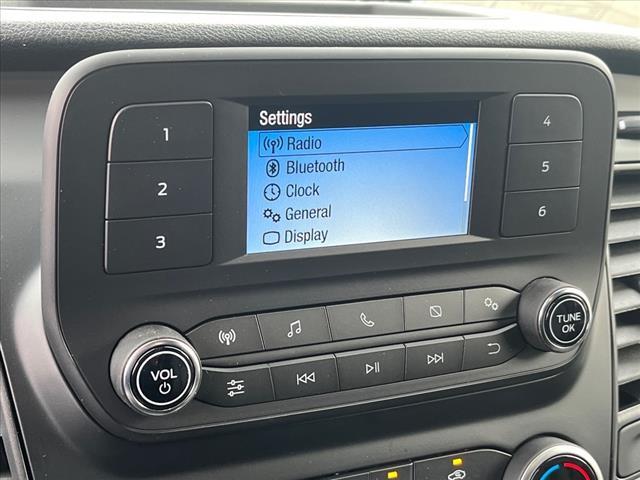 Settings
Radio
Bluetooth
Clock
General
Display
1
2
3
4
5
6
VOL
TUNE
OK